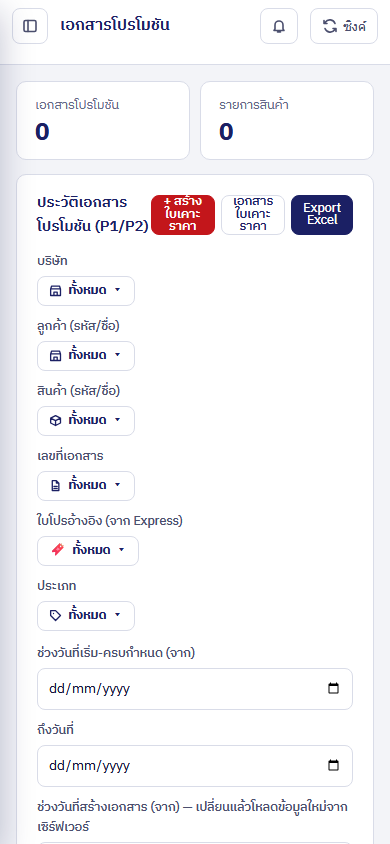 เอกสารโปรโมชัน
ซิงค์
เอกสารโปรโมชัน
0
รายการสินค้า
0
ประวัติเอกสาร
โปรโมชัน (P1/P2)
+ สร้าง
ใบเคาะ
ราคา
เอกสาร
ใบเคาะ
ราคา
Export
Excel
บริษัท
ทั้งหมด
ลูกค้า (รหัส/ชื่อ)
ทั้งหมด
สินค้า (รหัส/ชื่อ)
ทั้งหมด
เลขที่เอกสาร
ทั้งหมด
ใบโปรอ้างอิง (จาก Express)
ทั้งหมด
ประเภท
ทั้งหมด
ช่วงวันที่เริ่ม-ครบกำหนด (จาก)
dd/mm/yyyy
ถึงวันที่
dd/mm/yyyy
ช่วงวันที่สร้างเอกสาร (จาก) — เปลี่ยนแล้วโหลดข้อมูลใหม่จาก
เซิร์ฟเวอร์